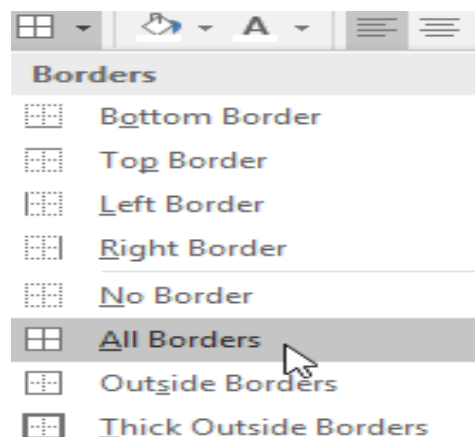 A
Borders
Bottom Border
Top Border
Left Border
Right Border
No Border
All Borders
Outside Borders
Thick Outside Borders